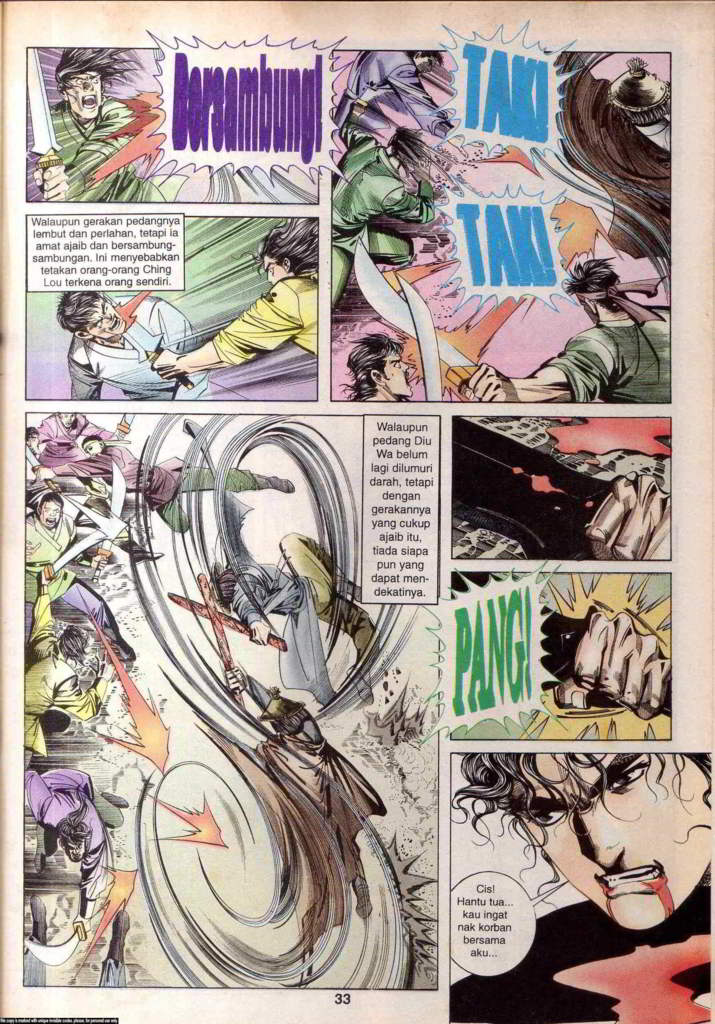 Bersambung!
TAK!
TAK!
Walaupun gerakan pedangnya
lembut dan perlahan, tetapi ia
amat ajaib dan bersambung-
sambungan. Ini menyebabkan
tetakan orang-orang Ching
Lou terkena orang sendiri.
Walaupun
pedang Diu
Wa belum
lagi dilumuri
darah, tetapi
dengan
gerakannya
yang cukup
ajaib itu,
tiada siapa
pun yang
dapat men-
dekatinya.
PANG!
Cis!
Hantu tua...
kau ingat
nak korban
bersama
aku...
33